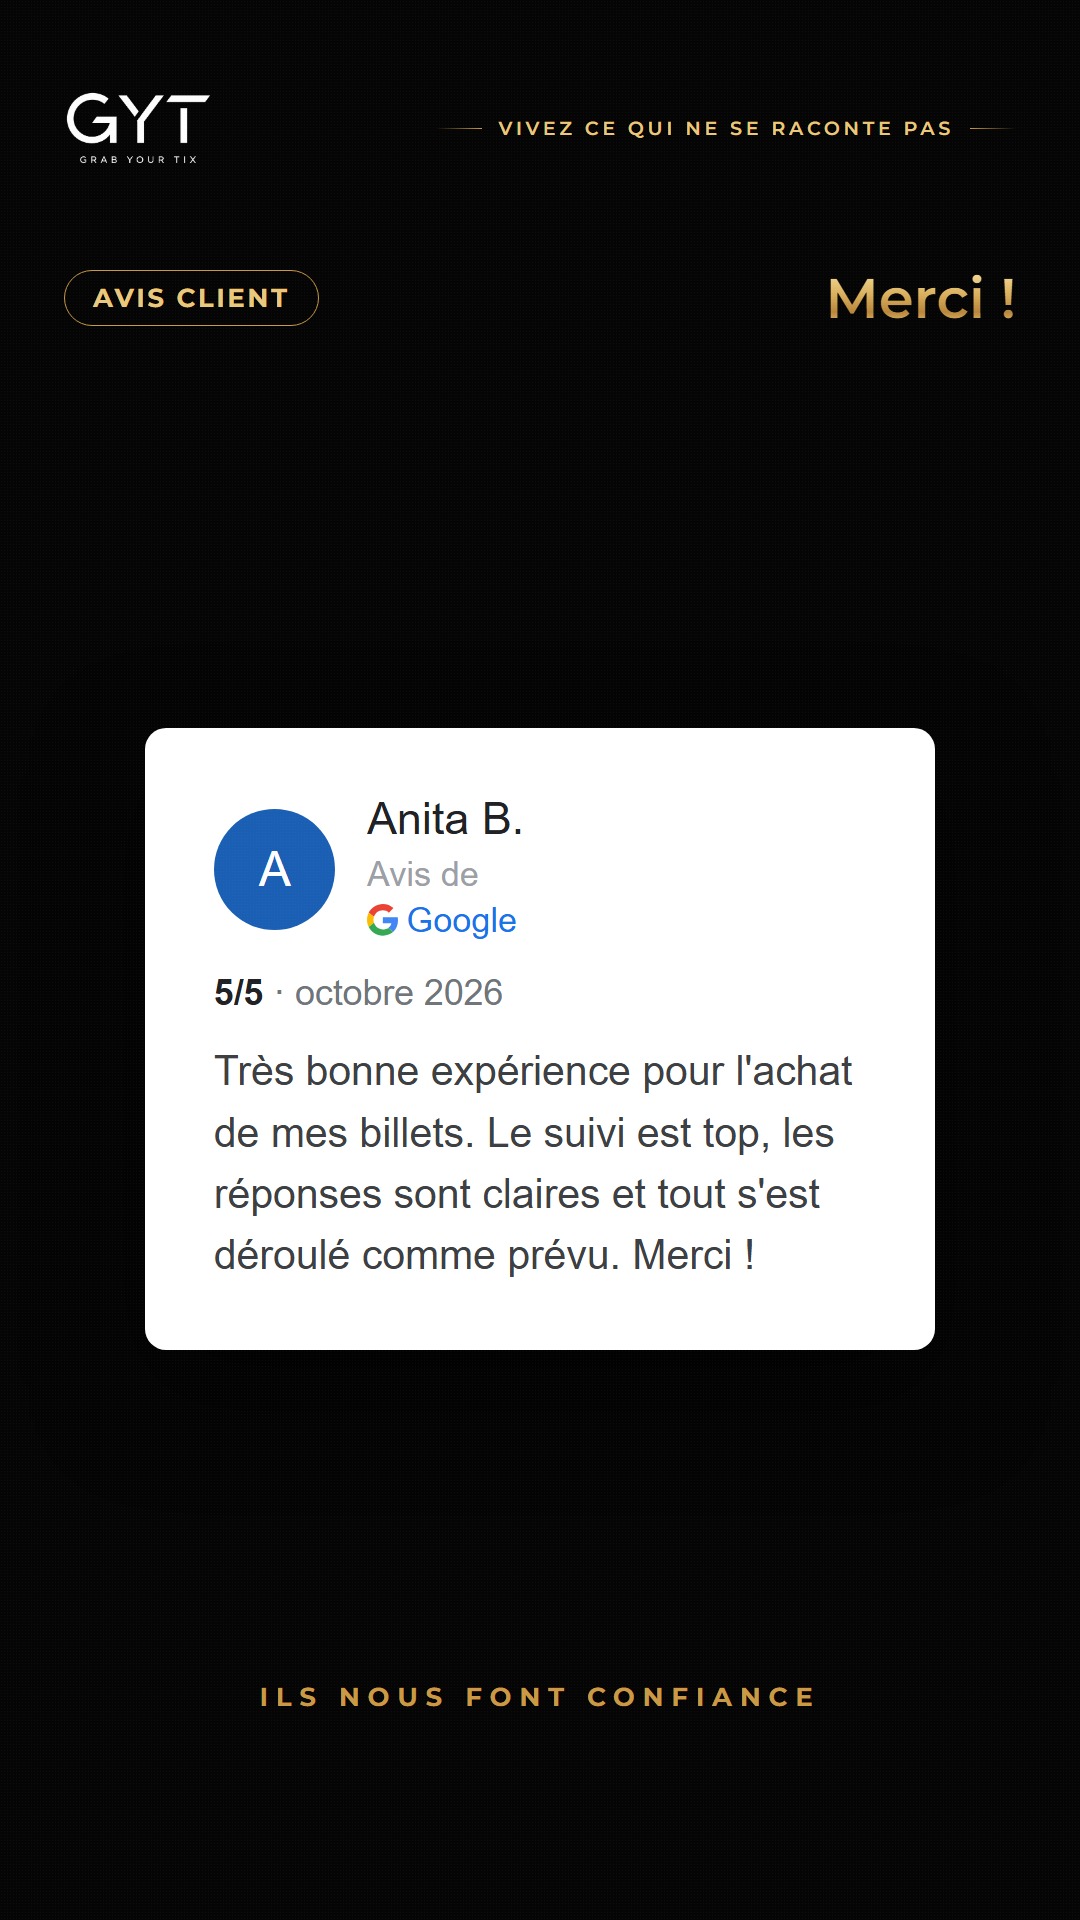 GYT
GRAB YOUR TIX
VIVEZ CE QUI NE SE RACONTE PAS
AVIS CLIENT
Merci !
A
Anita B.
Avis de
Google
5/5 · octobre 2026
Très bonne expérience pour l'achat
de mes billets. Le suivi est top, les
réponses sont claires et tout s'est
déroulé comme prévu. Merci !
ILS NOUS FONT CONFIANCE